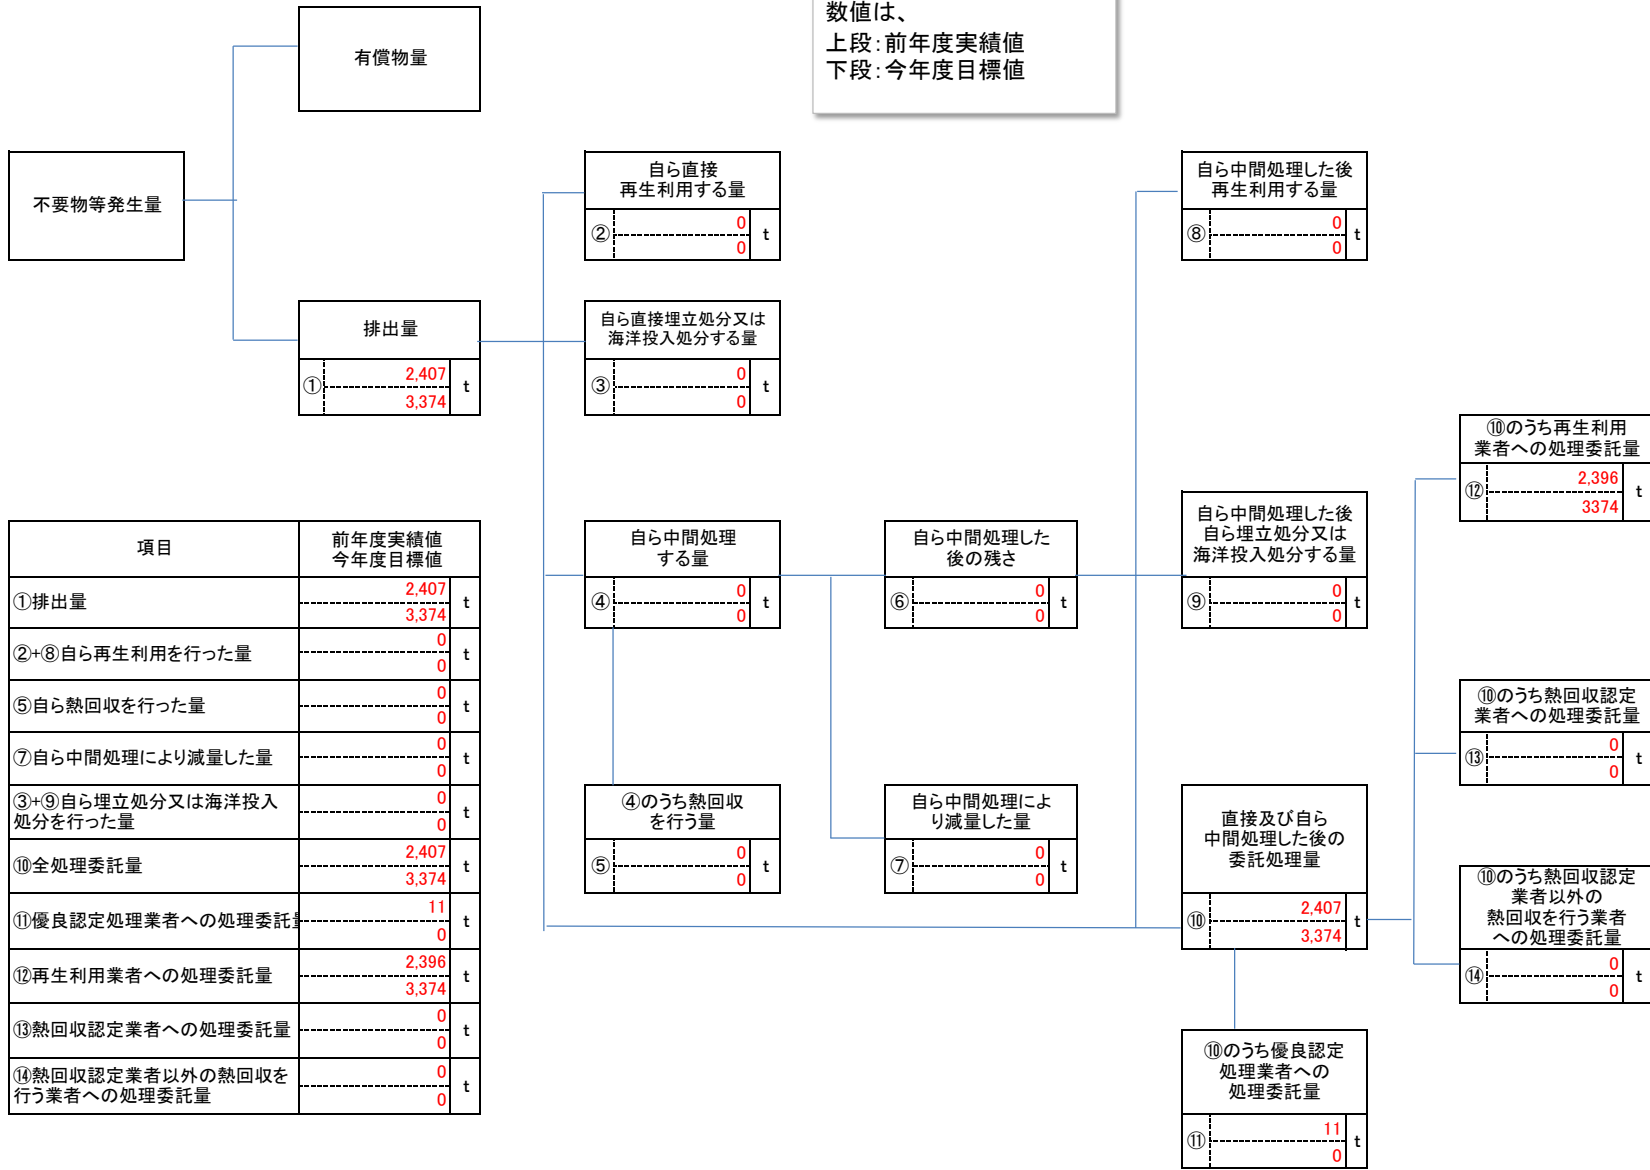 数値は、
上段：前年度実績値
下段：今年度目標値
有償物量
不要物等発生量
排出量
①
2,407
3,374
t
自ら直接
再生利用する量
②
0
0
t
自ら直接埋立処分又は
海洋投入処分する量
③
0
0
t
自ら中間処理
する量
④
0
0
t
④のうち熱回収
を行う量
⑤
0
0
t
自ら中間処理した
後の残さ
⑥
0
0
t
自ら中間処理によ
り減量した量
⑦
0
0
t
自ら中間処理した後
再生利用する量
⑧
0
0
t
自ら中間処理した後
自ら埋立処分又は
海洋投入処分する量
⑨
0
0
t
直接及び自ら
中間処理した後の
委託処理量
⑩
2,407
3,374
t
⑩のうち優良認定
処理業者への
処理委託量
⑪
11
0
t
⑩のうち再生利用
業者への処理委託量
⑫
2,396
3374
t
⑩のうち熱回収認定
業者への処理委託量
⑬
0
0
t
⑩のうち熱回収認定
業者以外の
熱回収を行う業者
への処理委託量
⑭
0
0
t
項目
前年度実績値
今年度目標値
①排出量
2,407
3,374
t
②+⑧自ら再生利用を行った量
0
0
t
⑤自ら熱回収を行った量
0
0
t
⑦自ら中間処理により減量した量
0
0
t
③+⑨自ら埋立処分又は海洋投入
処分を行った量
0
0
t
⑩全処理委託量
2,407
3,374
t
⑪優良認定処理業者への処理委託量
11
0
t
⑫再生利用業者への処理委託量
2,396
3,374
t
⑬熱回収認定業者への処理委託量
0
0
t
⑭熱回収認定業者以外の熱回収を
行う業者への処理委託量
0
0
t